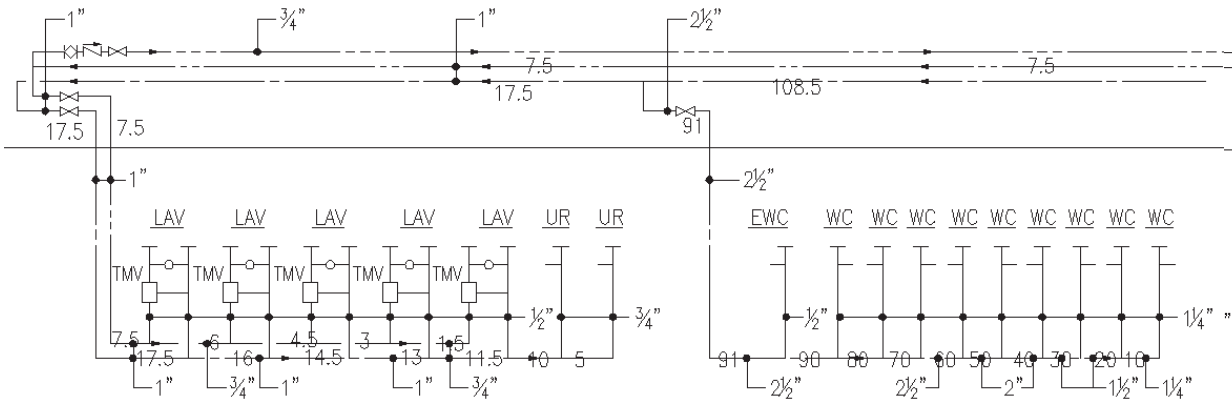 1" ¾" 1" 2½"
7.5 7.5
17.5 108.5
17.5 7.5 91
1" 2½"
LAV LAV LAV LAV LAV UR UR EWC WC WC WC WC WC WC WC WC WC
TMV TMV TMV TMV TMV
½" ¾" ½" 1¼" "
7.5 6 4.5 3 1.5
17.5 16 14.5 13 11.5 10 5 91 90 80 70 60 50 40 30 20 10
1" ¾" 1" 1" ¾" 2½" 2½" 2" 1½" 1¼"